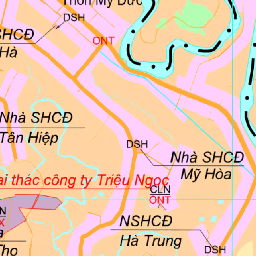 Thôn Mỹ Đức
DSH
SHCĐ
Hà
ONT
Nhà SHCĐ
Tân Hiệp
DSH
Nhà SHCĐ
Mỹ Hòa
ai thác công ty Triệu Ngọc
CLN
ONT
NSHCĐ
Hà Trung
Thọ
DSH